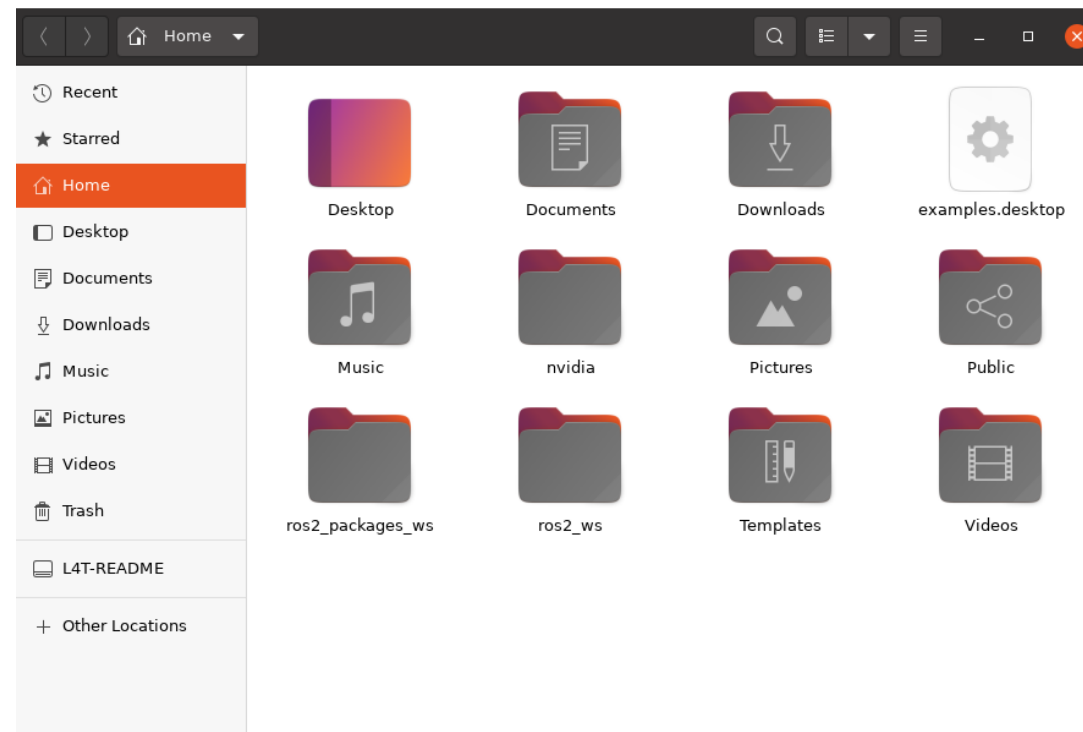 Home
Recent
Starred
Home
Desktop
Documents
Downloads
Music
Pictures
Videos
Trash
L4T-README
Other Locations
Desktop
Documents
Downloads
examples.desktop
Music
nvidia
Pictures
Public
ros2_packages_ws
ros2_ws
Templates
Videos